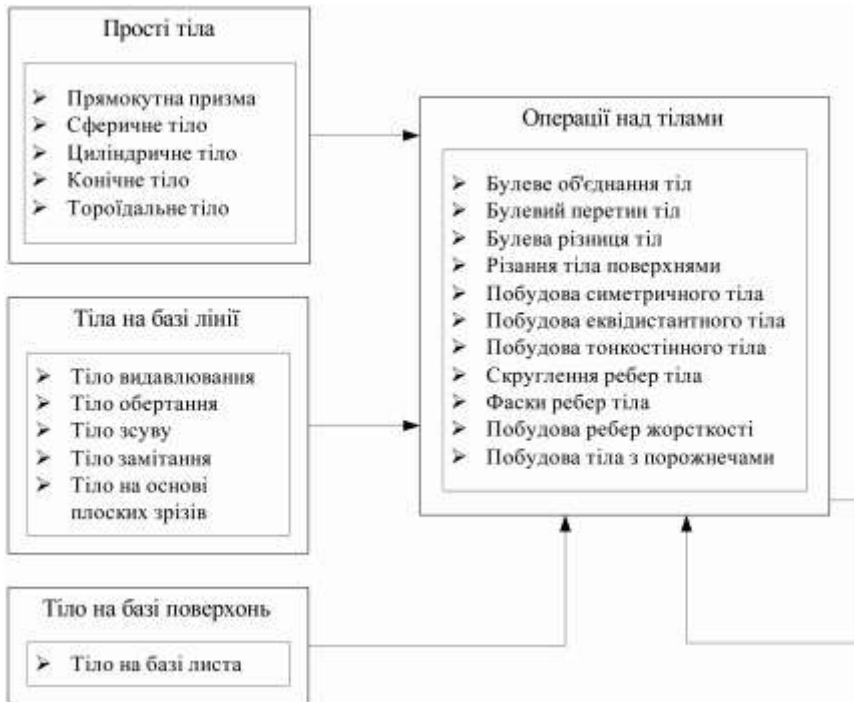 Прості тіла
Прямокутна призма
Сферичне тіло
Циліндричне тіло
Конічне тіло
Тороїдальне тіло
Тіла на базі лінії
Тіло видавлювання
Тіло обертання
Тіло зсуву
Тіло замітання
Тіло на основі
плоских зрізів
Тіло на базі поверхонь
Тіло на базі листа
Операції над тілами
Булеве об'єднання тіл
Булевий перетин тіл
Булева різниця тіл
Різання тіла поверхнями
Побудова симетричного тіла
Побудова еквідистантного тіла
Побудова тонкостінного тіла
Скруглення ребер тіла
Фаски ребер тіла
Побудова ребер жорсткості
Побудова тіла з порожнечами